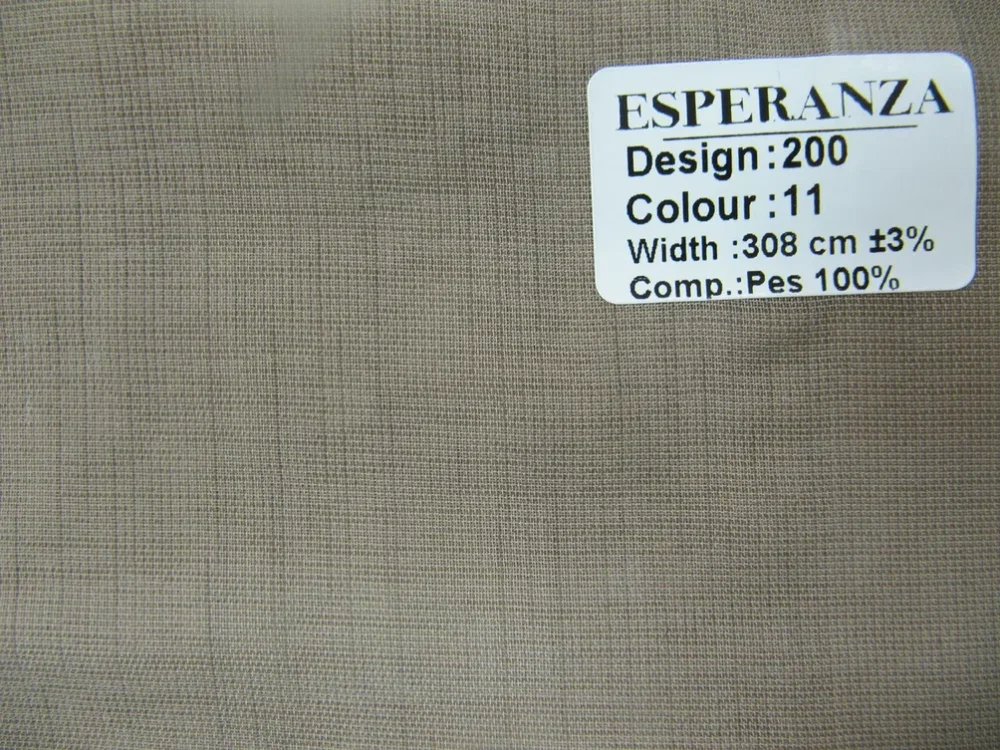 ESPERANZA
Design :200
Colour :11
Width :308 cm ±3%
Comp.:Pes 100%